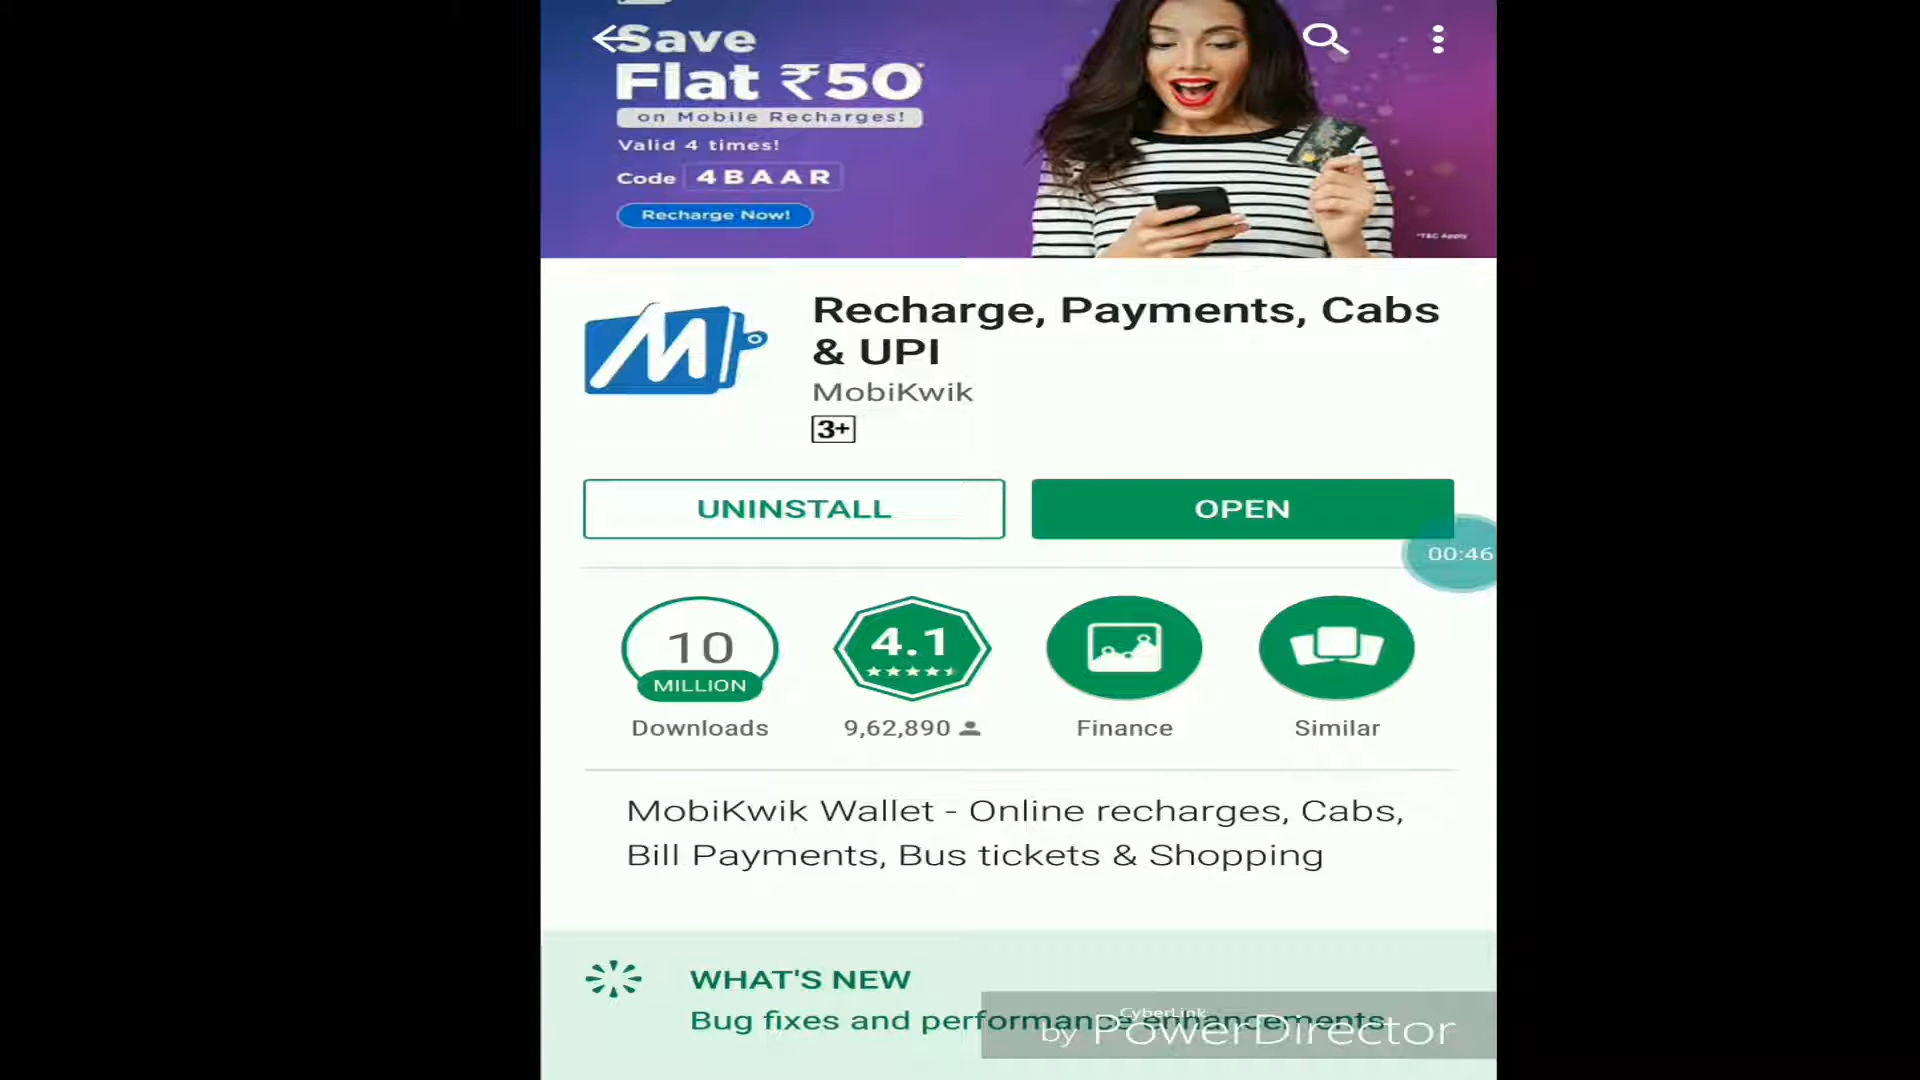 Save
Flat ₹50*
on Mobile Recharges!
Valid 4 times!
Code 4BAAR
Recharge Now!
*T&C Apply
Recharge, Payments, Cabs
& UPI
MobiKwik
3+
UNINSTALL
OPEN
00:46
10
MILLION
Downloads
4.1
9,62,890
Finance
Similar
MobiKwik Wallet - Online recharges, Cabs,
Bill Payments, Bus tickets & Shopping
WHAT'S NEW
Bug fixes and performance enhancements
CyberLink
by PowerDirector